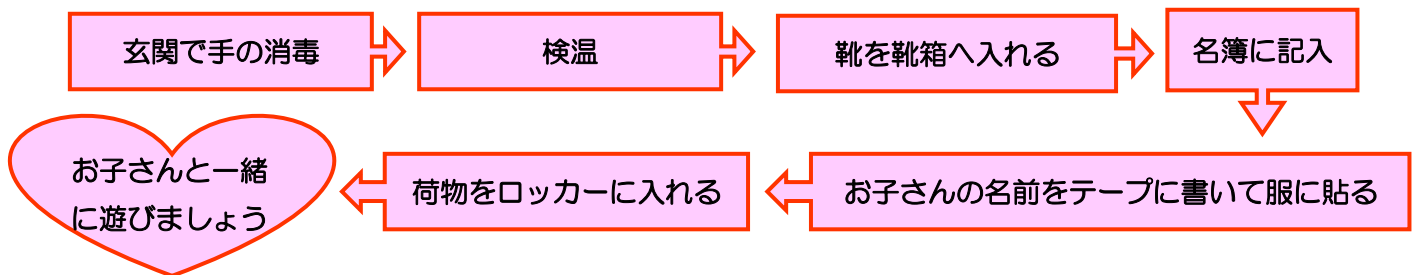 玄関で手の消毒
検温
靴を靴箱へ入れる
名簿に記入
お子さんの名前をテープに書いて服に貼る
荷物をロッカーに入れる
お子さんと一緒
に遊びましょう